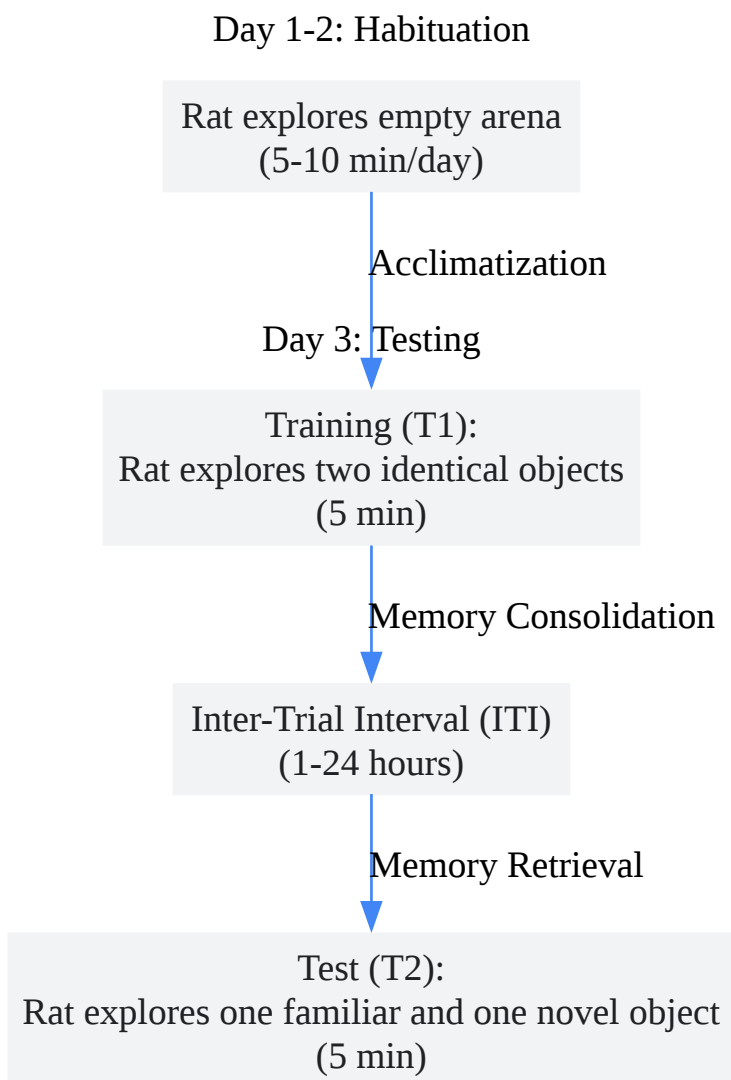 Day 1-2: Habituation
Rat explores empty arena
(5-10 min/day)
Acclimatization
Day 3: Testing
Training (T1):
Rat explores two identical objects
(5 min)
Memory Consolidation
Inter-Trial Interval (ITI)
(1-24 hours)
Memory Retrieval
Test (T2):
Rat explores one familiar and one novel object
(5 min)